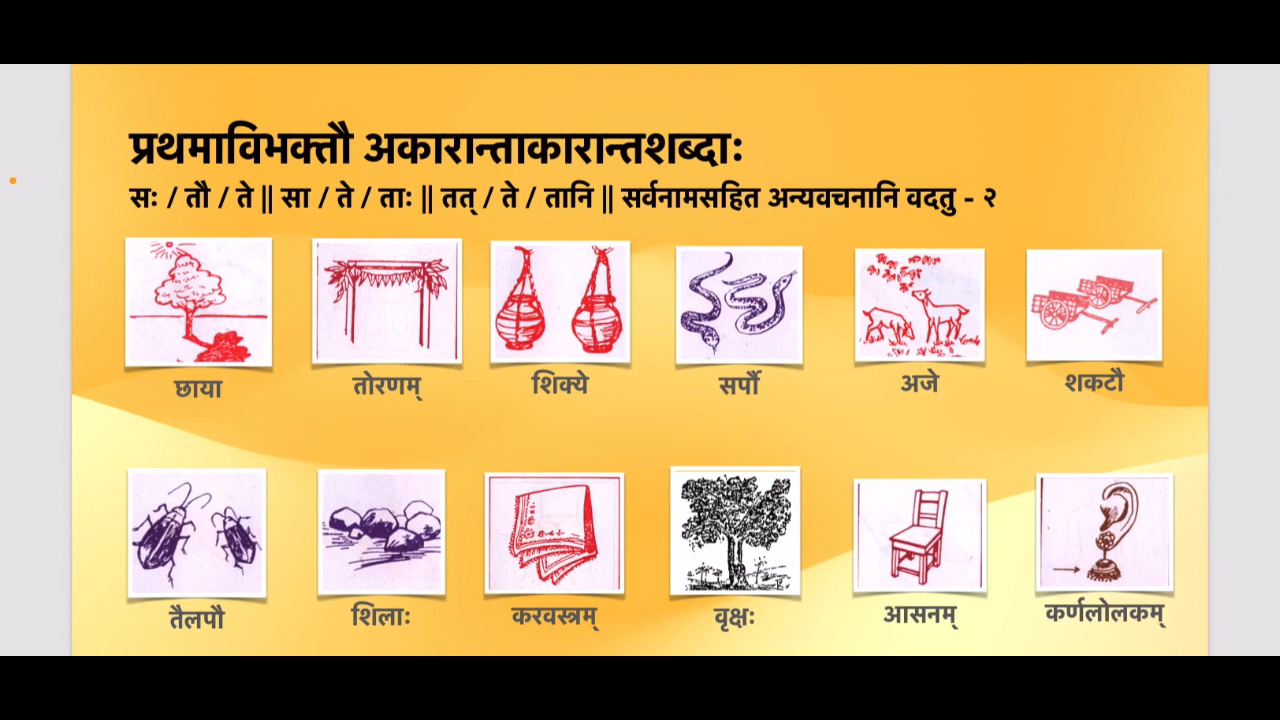 प्रथमाविभक्तौ अकारान्ताकारान्तशब्दाः
सः / तौ / ते || सा / ते / ताः || तत् / ते / तानि || सर्वनामसहित अन्यवचनानि वदतु - २
छाया तोरणम् शिक्ये सर्पौ अजे शकटौ
तैलपौ शिलाः करवस्त्रम् वृक्षः आसनम् कर्णलोलकम्